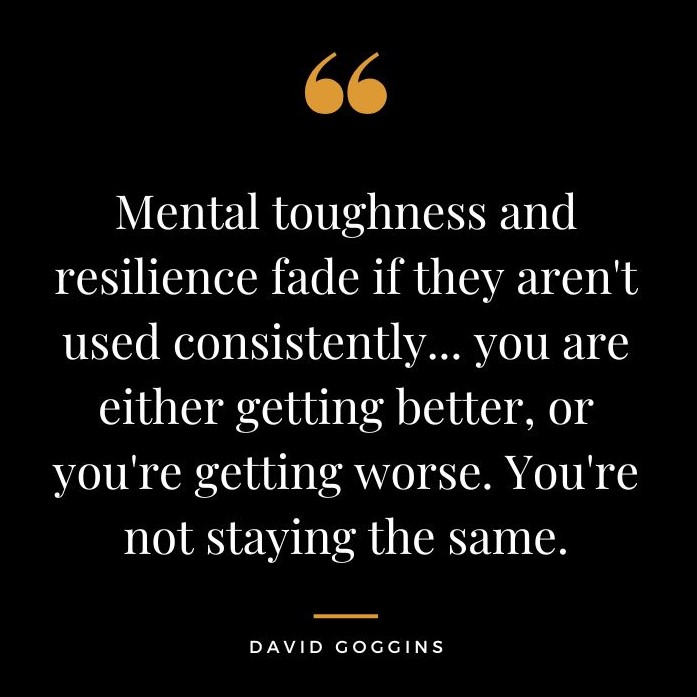 “
Mental toughness and
resilience fade if they aren't
used consistently... you are
either getting better, or
you're getting worse. You're
not staying the same.
DAVID GOGGINS